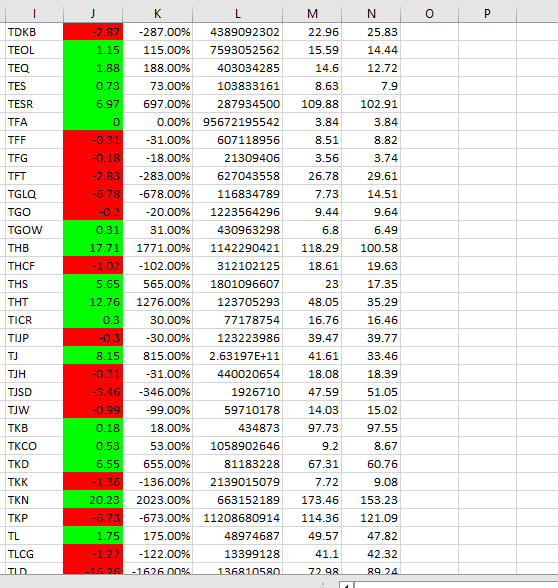 I J K L M N O P
TDKB -2.87 -287.00% 4389092302 22.96 25.83
TEOL 1.15 115.00% 7593052562 15.59 14.44
TEQ 1.88 188.00% 403034285 14.6 12.72
TES 0.73 73.00% 103833161 8.63 7.9
TESR 6.97 697.00% 287934500 109.88 102.91
TFA 0 0.00% 95672195542 3.84 3.84
TFF -0.31 -31.00% 607118956 8.51 8.82
TFG -0.18 -18.00% 21309406 3.56 3.74
TFT -2.83 -283.00% 627043558 26.78 29.61
TGLQ -6.78 -678.00% 116834789 7.73 14.51
TGO -0.2 -20.00% 1223564296 9.44 9.64
TGOW 0.31 31.00% 430963298 6.8 6.49
THB 17.71 1771.00% 1142290421 118.29 100.58
THCF -1.02 -102.00% 312102125 18.61 19.63
THS 5.65 565.00% 1801096607 23 17.35
THT 12.76 1276.00% 123705293 48.05 35.29
TICR 0.3 30.00% 77178754 16.76 16.46
TIJP -0.3 -30.00% 123223986 39.47 39.77
TJ 8.15 815.00% 2.63197E+11 41.61 33.46
TJH -0.31 -31.00% 440020654 18.08 18.39
TJSD -3.46 -346.00% 1926710 47.59 51.05
TJW -0.99 -99.00% 59710178 14.03 15.02
TKB 0.18 18.00% 434873 97.73 97.55
TKCO 0.53 53.00% 1058902646 9.2 8.67
TKD 6.55 655.00% 81183228 67.31 60.76
TKK -1.36 -136.00% 2139015079 7.72 9.08
TKN 20.23 2023.00% 663152189 173.46 153.23
TKP -6.73 -673.00% 11208680914 114.36 121.09
TL 1.75 175.00% 48974687 49.57 47.82
TLCG -1.22 -122.00% 13399128 41.1 42.32
TLD -16.26 -1626.00% 136810580 72.98 89.24